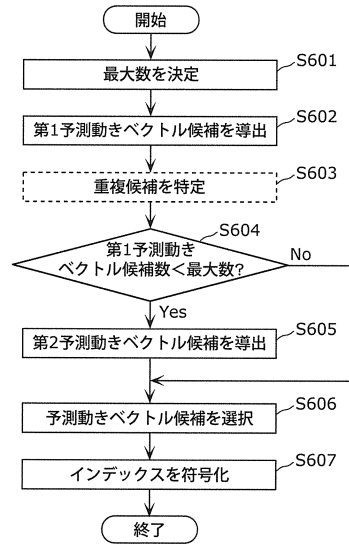 開始
最大数を決定
S601
第1予測動きベクトル候補を導出
S602
重複候補を特定
S603
S604
第1予測動き
ベクトル候補数<最大数?
No
Yes
第2予測動きベクトル候補を導出
S605
予測動きベクトル候補を選択
S606
インデックスを符号化
S607
終了